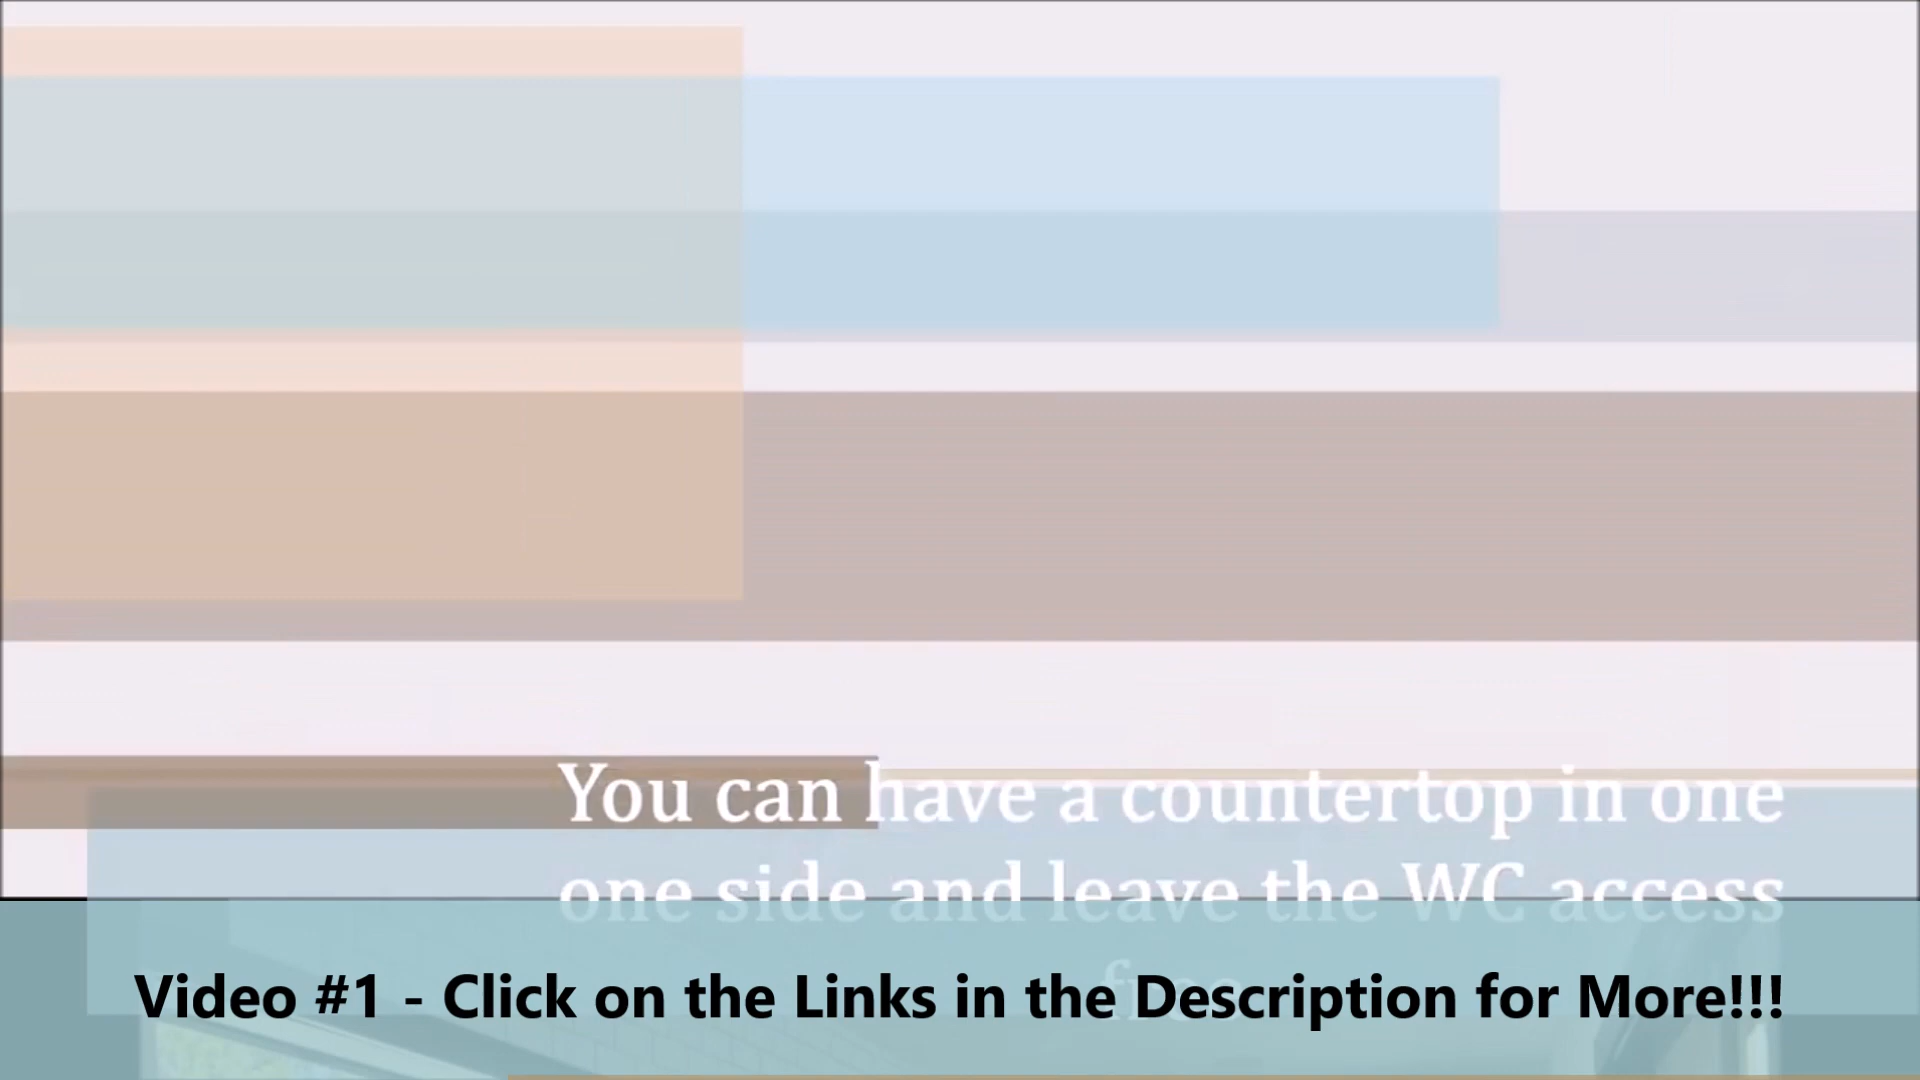 You can have a countertop in one
one side and leave the WC access
free
Video #1 - Click on the Links in the Description for More!!!